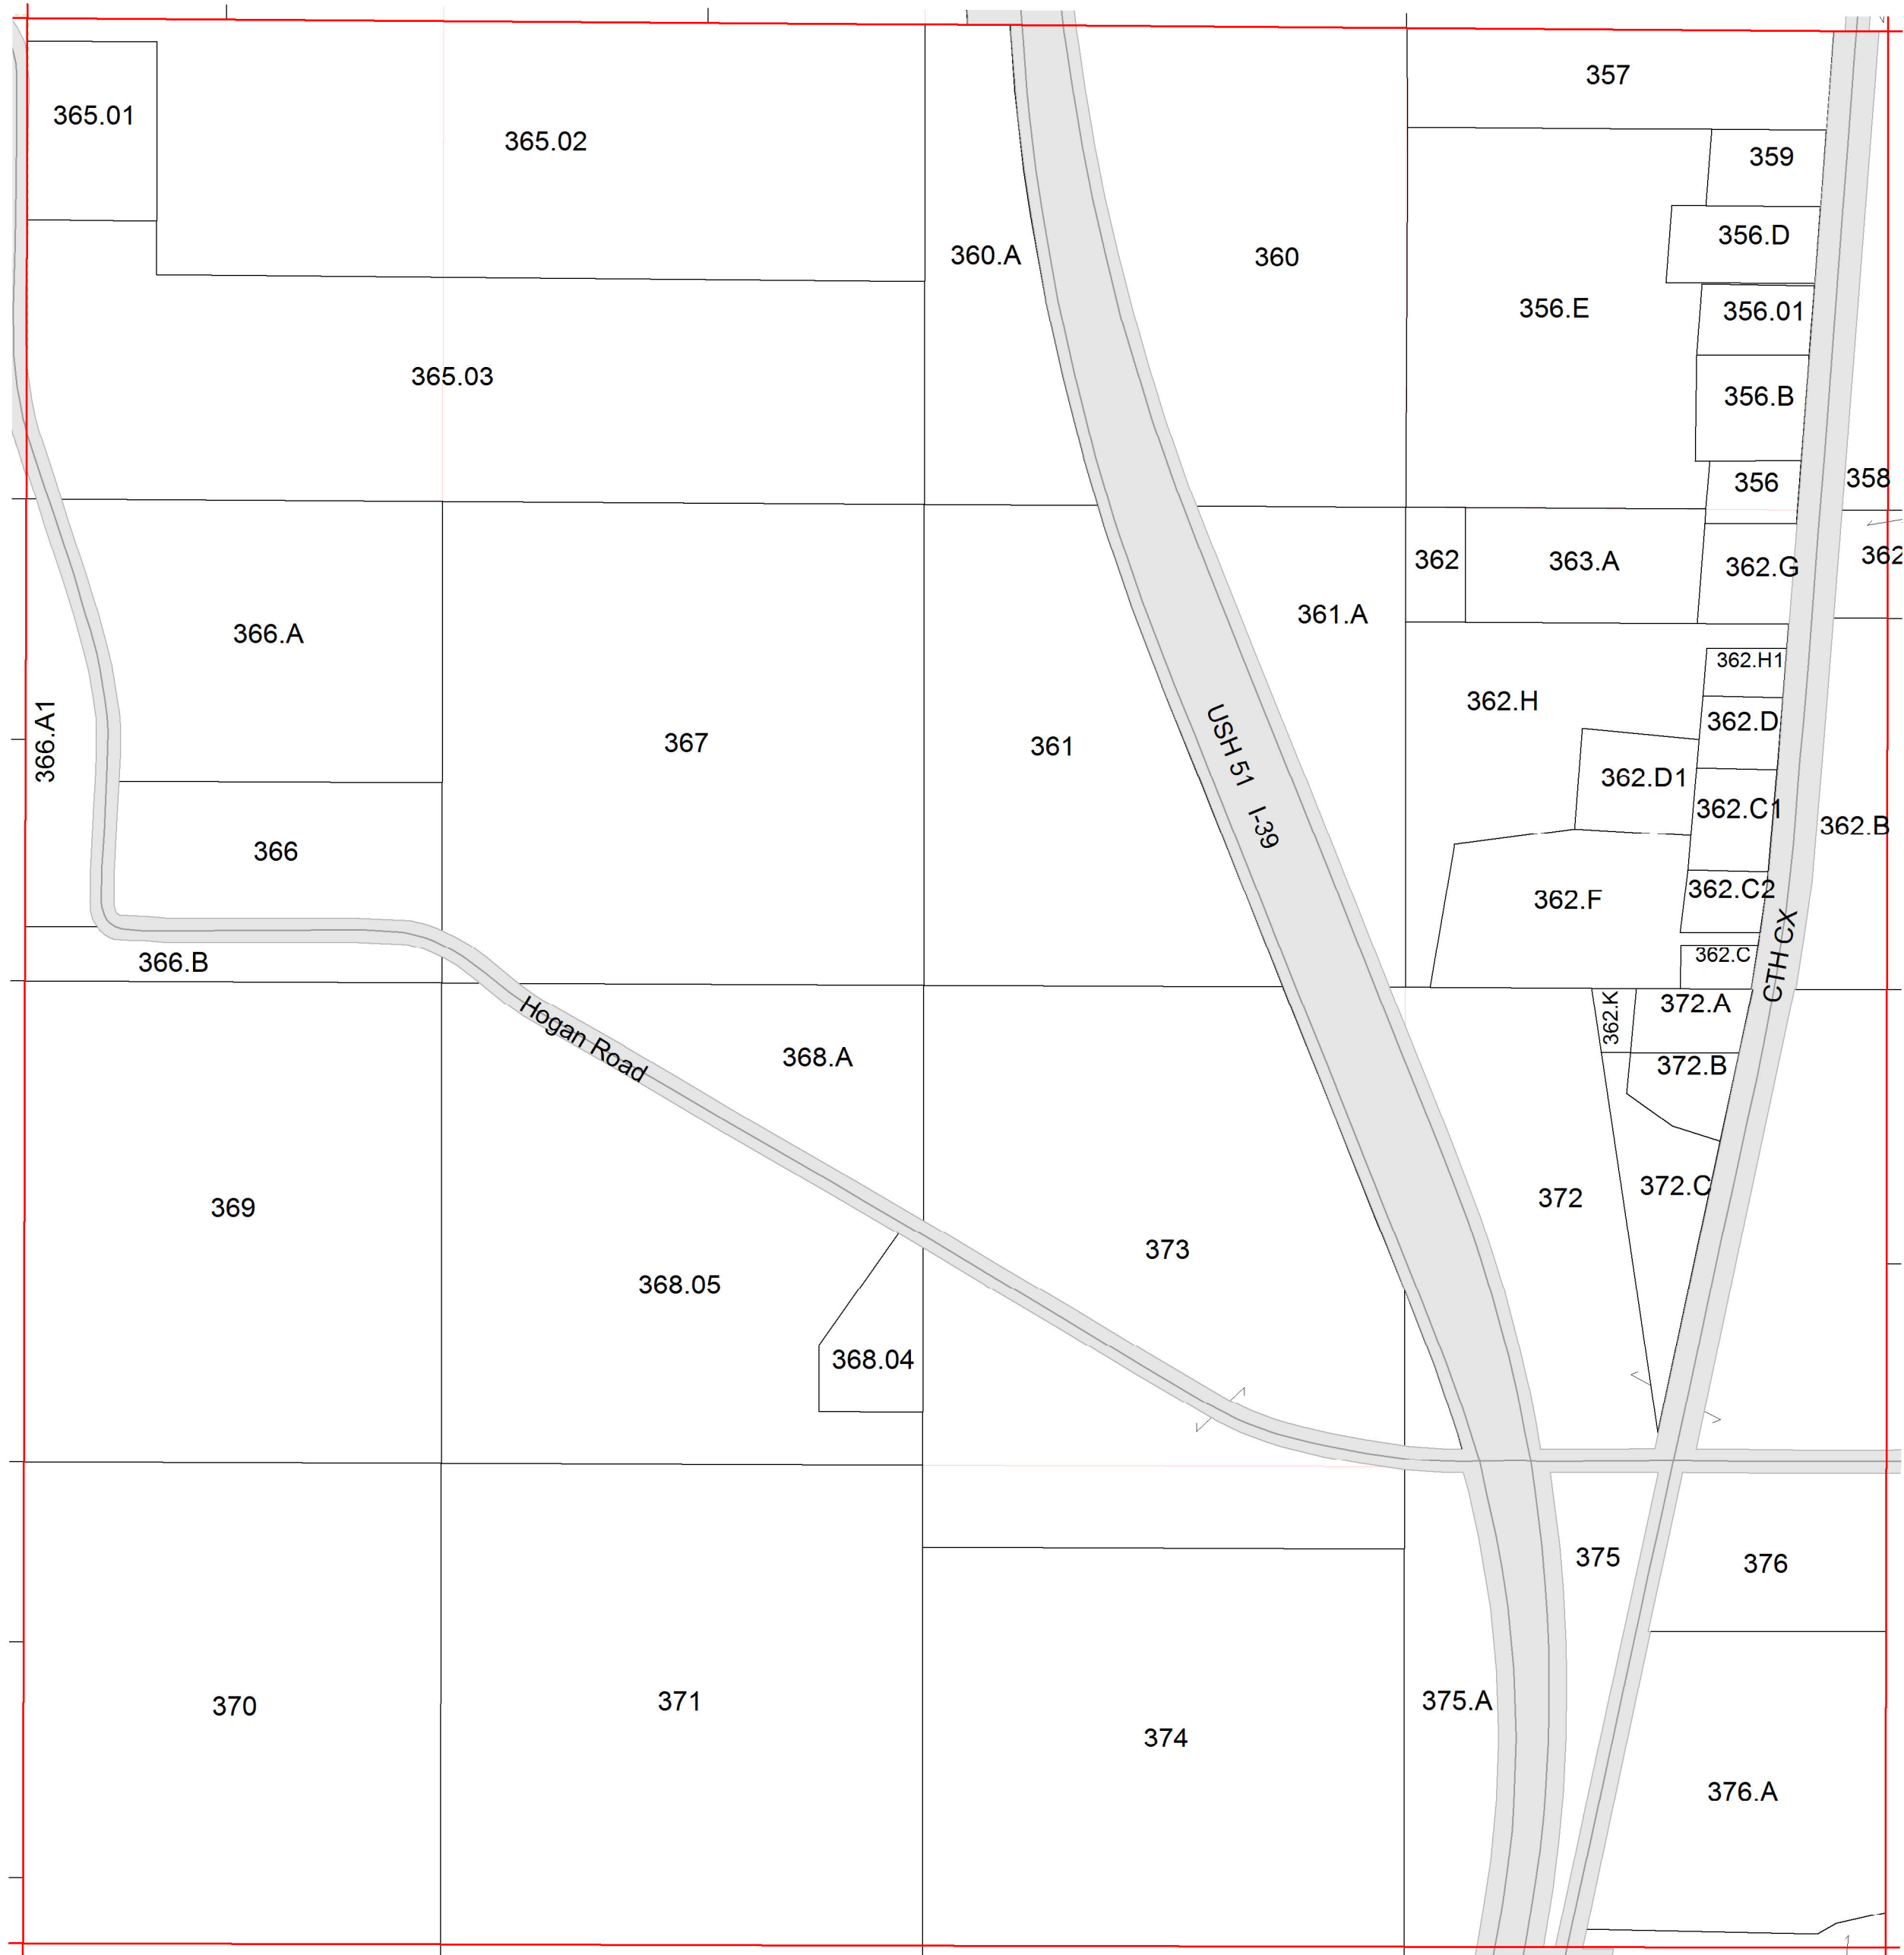 357
365.01
365.02
359
356.D
360.A
360
356.E
356.01
365.03
356.B
356
358
362
363.A
362.G
362
361.A
366.A
362.H1
362.H
362.D
366.A1
367
361
USH 51 I-39
362.D1
362.C1
362.B
366
362.C2
362.F
CTH CX
362.C
366.B
362.K
372.A
Hogan Road
368.A
372.B
369
373
372
372.C
368.05
368.04
375
376
370
371
375.A
374
376.A